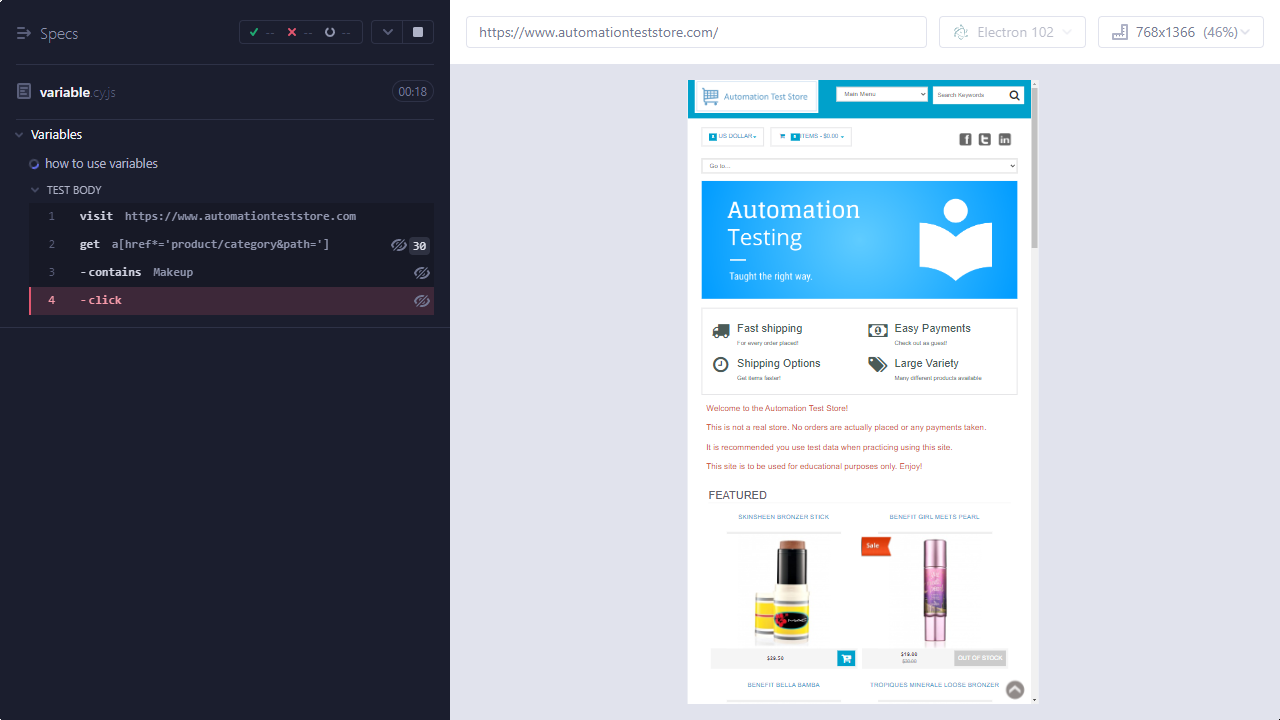 Specs
--
--
--
variable.cy.js
00:18
Variables
how to use variables
TEST BODY
1 visit https://www.automationteststore.com
2 get a[href*='product/category&path='] 30
3 -contains Makeup
4 -click
https://www.automationteststore.com/
Electron 102
768x1366 (46%)
Automation Test Store
Main Menu
Search Keywords
US DOLLAR
ITEMS - $0.00
Go to...
Automation
Testing
Taught the right way.
Fast shipping
For every order placed!
Easy Payments
Check out as guest!
Shipping Options
Get items faster!
Large Variety
Many different products available
Welcome to the Automation Test Store!
This is not a real store. No orders are actually placed or any payments taken.
It is recommended you use test data when practicing using this site.
This site is to be used for educational purposes only. Enjoy!
FEATURED
SKINSHEEN BRONZER STICK
BENEFIT GIRL MEETS PEARL
Sale
$29.50
$19.00
$30.00
OUT OF STOCK
BENEFIT BELLA BAMBA
TROPIQUES MINERALE LOOSE BRONZER